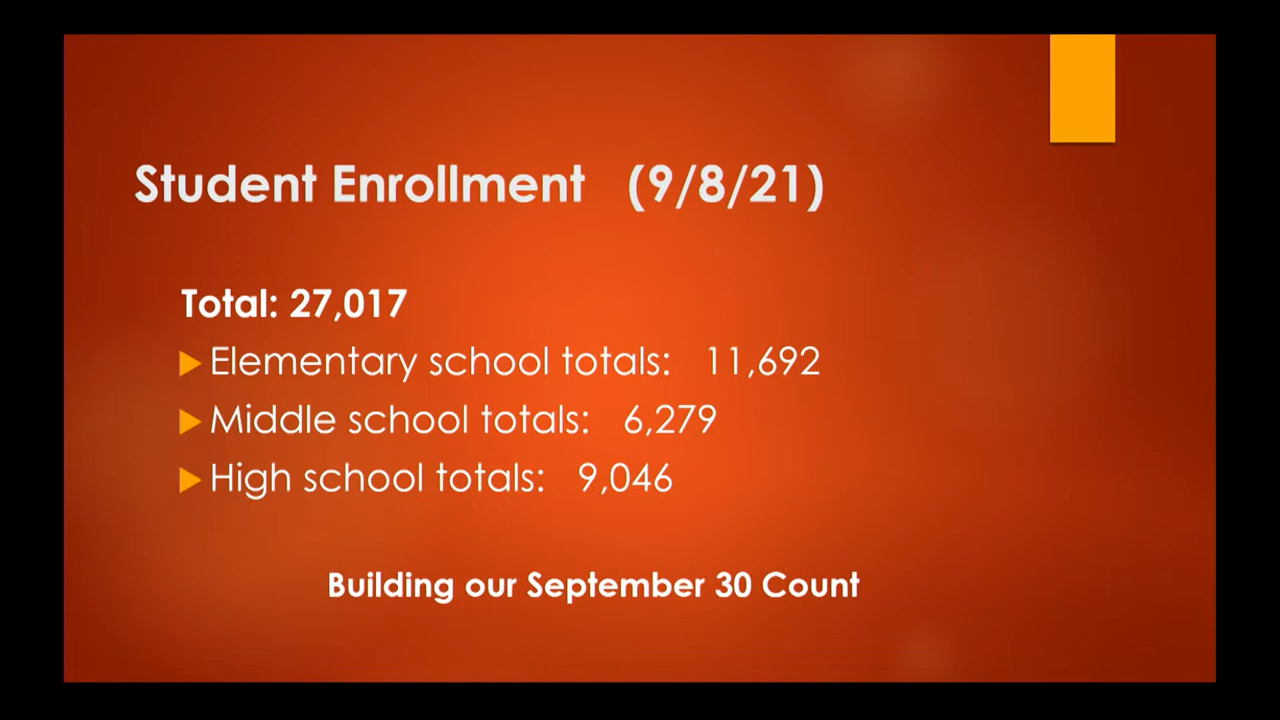 Student Enrollment (9/8/21)
Total: 27,017
Elementary school totals: 11,692
Middle school totals: 6,279
High school totals: 9,046
Building our September 30 Count